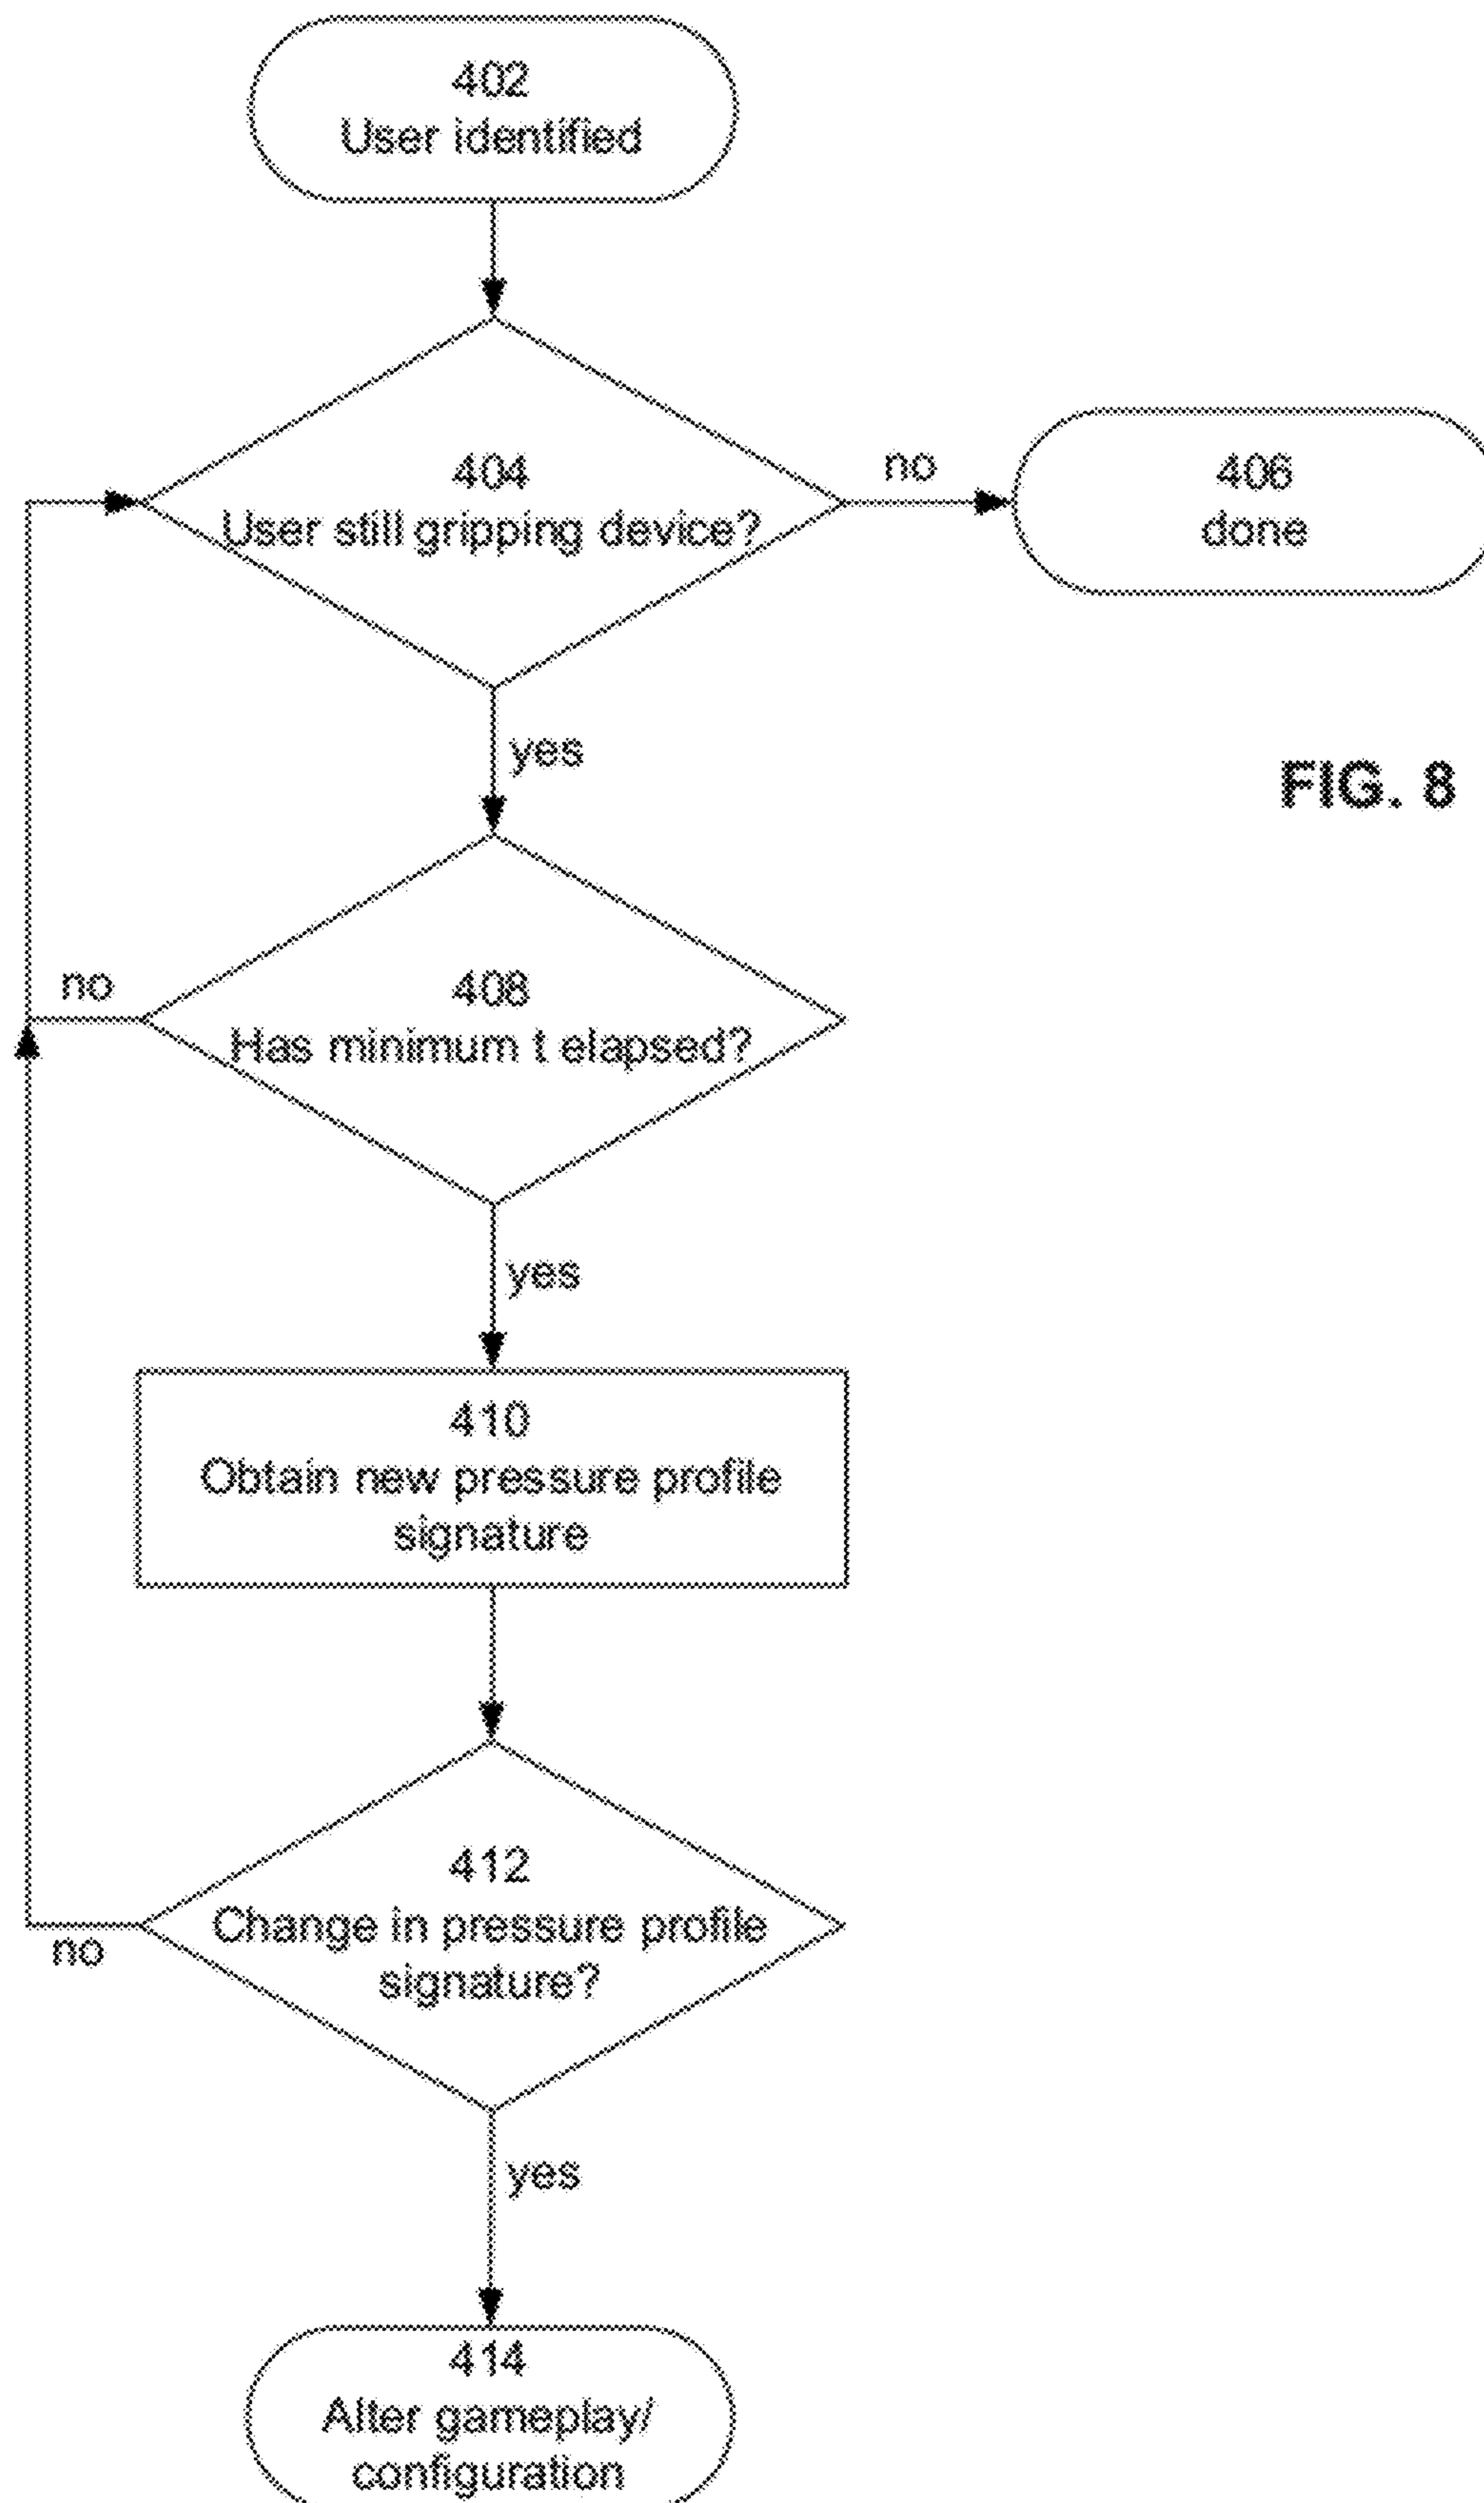 402
User identified
404
User still gripping device?
no
406
done
yes
FIG. 8
408
Has minimum t elapsed?
no
yes
410
Obtain new pressure profile
signature
412
Change in pressure profile
signature?
no
yes
414
Alter gameplay/
configuration